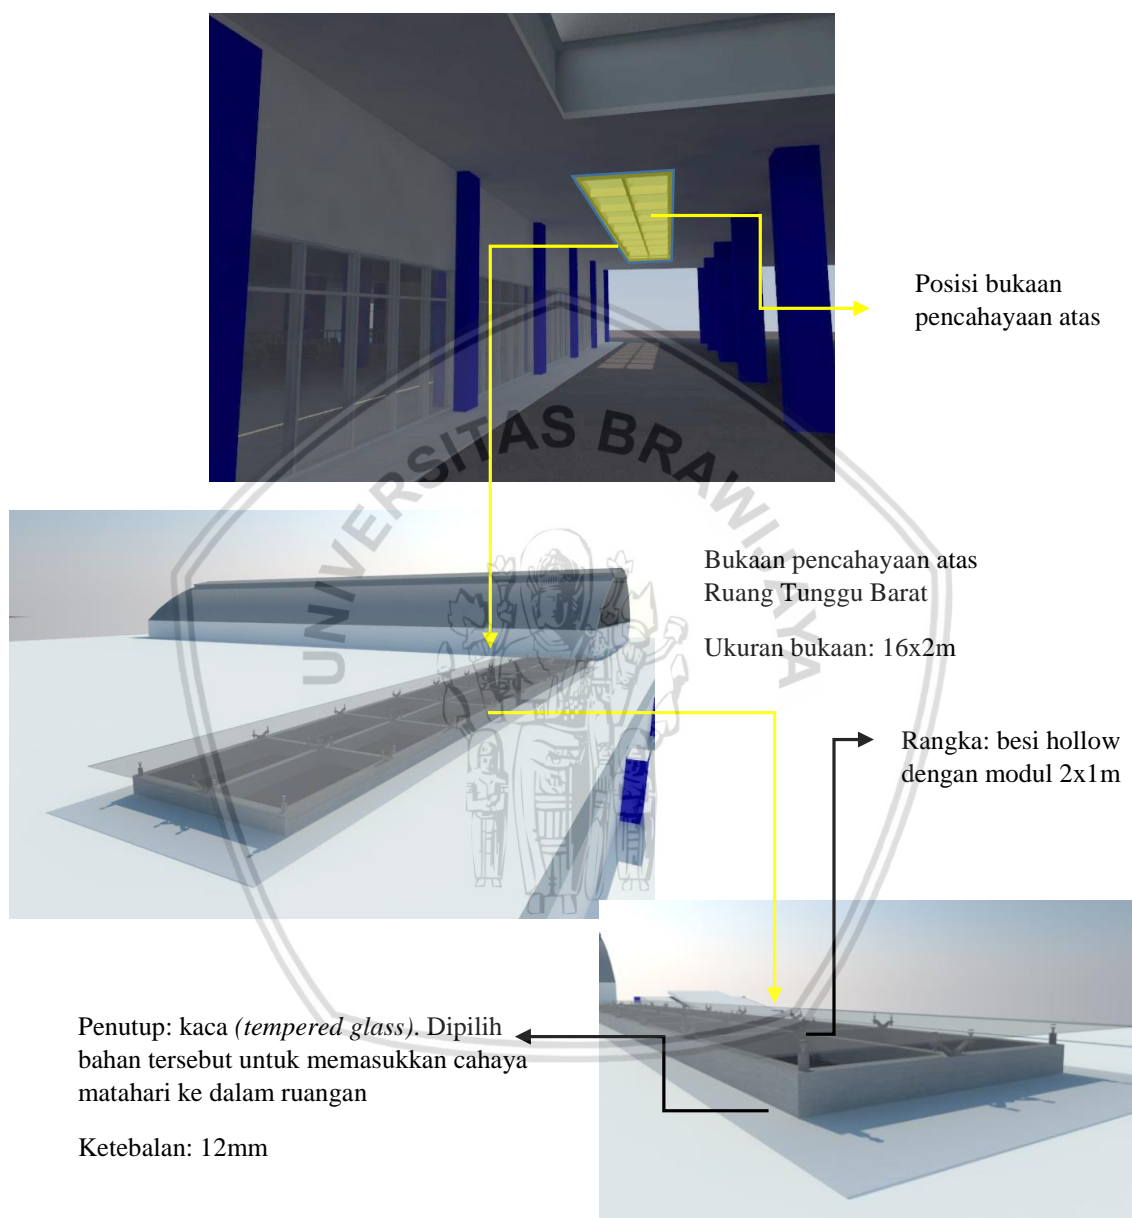 Posisi bukaan
pencahayaan atas
UNIVERSITAS BRAWIJAYA
Bukaan pencahayaan atas
Ruang Tunggu Barat
Ukuran bukaan: 16x2m
Rangka: besi hollow
dengan modul 2x1m
Penutup: kaca (tempered glass). Dipilih
bahan tersebut untuk memasukkan cahaya
matahari ke dalam ruangan
Ketebalan: 12mm